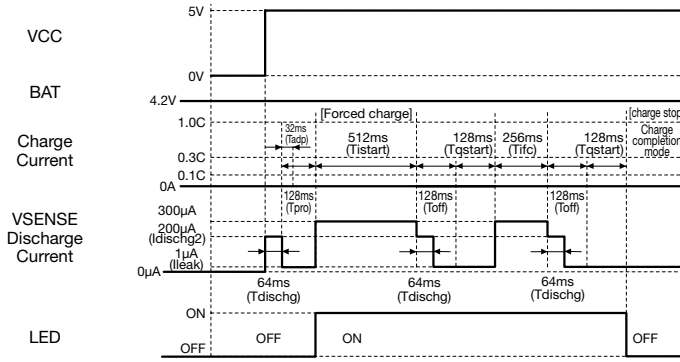 5V
VCC
0V
BAT
4.2V
[Forced charge]
[charge stop
1.0C
32ms
(Tadp)
512ms
(Tistart)
128ms
(Tqstart)
256ms
(Tifc)
128ms
(Tqstart)
Charge
completion
mode
Charge
Current
0.3C
0.1C
0A
128ms
(Tpro)
128ms
(Toff)
128ms
(Toff)
VSENSE
Discharge
Current
300µA
200µA
(Idischg2)
1µA
(Ileak)
0µA
64ms
(Tdischg)
64ms
(Tdischg)
64ms
(Tdischg)
LED
ON
OFF
OFF
ON
OFF